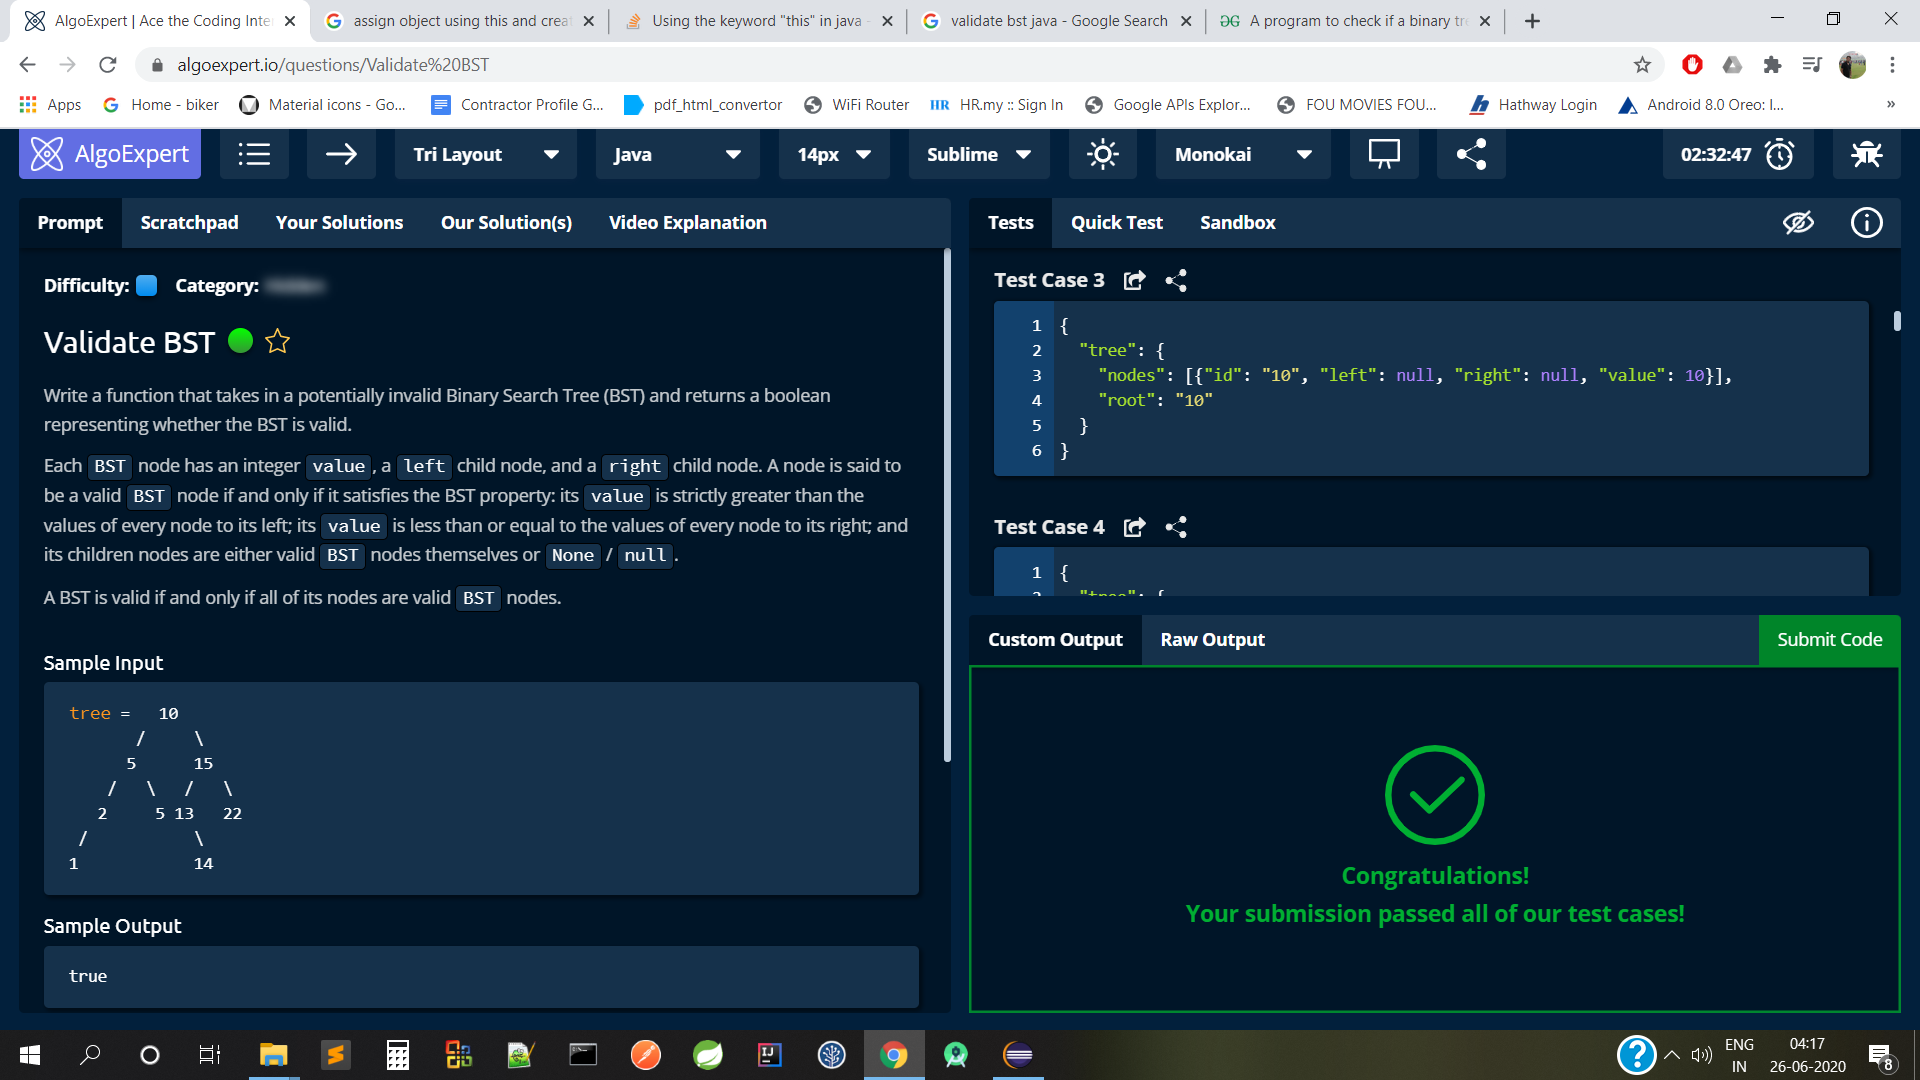 AlgoExpert | Ace the Coding Inte
assign object using this and creat
Using the keyword "this" in java -
validate bst java - Google Search
A program to check if a binary tre
algoexpert.io/questions/Validate%20BST
Apps
Home - biker
Material icons - Go...
Contractor Profile G...
pdf_html_convertor
WiFi Router
HR.my :: Sign In
Google APIs Explor...
FOU MOVIES FOU...
Hathway Login
Android 8.0 Oreo: I...
»
AlgoExpert
Tri Layout
Java
14px
Sublime
Monokai
02:32:47
Prompt
Scratchpad
Your Solutions
Our Solution(s)
Video Explanation
Difficulty:
Category:
Validate BST
Write a function that takes in a potentially invalid Binary Search Tree (BST) and returns a boolean
representing whether the BST is valid.
Each BST node has an integer value, a left child node, and a right child node. A node is said to
be a valid BST node if and only if it satisfies the BST property: its value is strictly greater than the
values of every node to its left; its value is less than or equal to the values of every node to its right; and
its children nodes are either valid BST nodes themselves or None / null.
A BST is valid if and only if all of its nodes are valid BST nodes.
Sample Input
tree =   10
/     \
5      15
/   \   /   \
2     5 13   22
/           \
1            14
Sample Output
true
Tests
Quick Test
Sandbox
Test Case 3
1 {
2 "tree": {
3 "nodes": [{"id": "10", "left": null, "right": null, "value": 10}],
4 "root": "10"
5 }
6 }
Test Case 4
1 {
2 "tree": {
Custom Output
Raw Output
Submit Code
Congratulations!
Your submission passed all of our test cases!
ENG
IN
04:17
26-06-2020
8